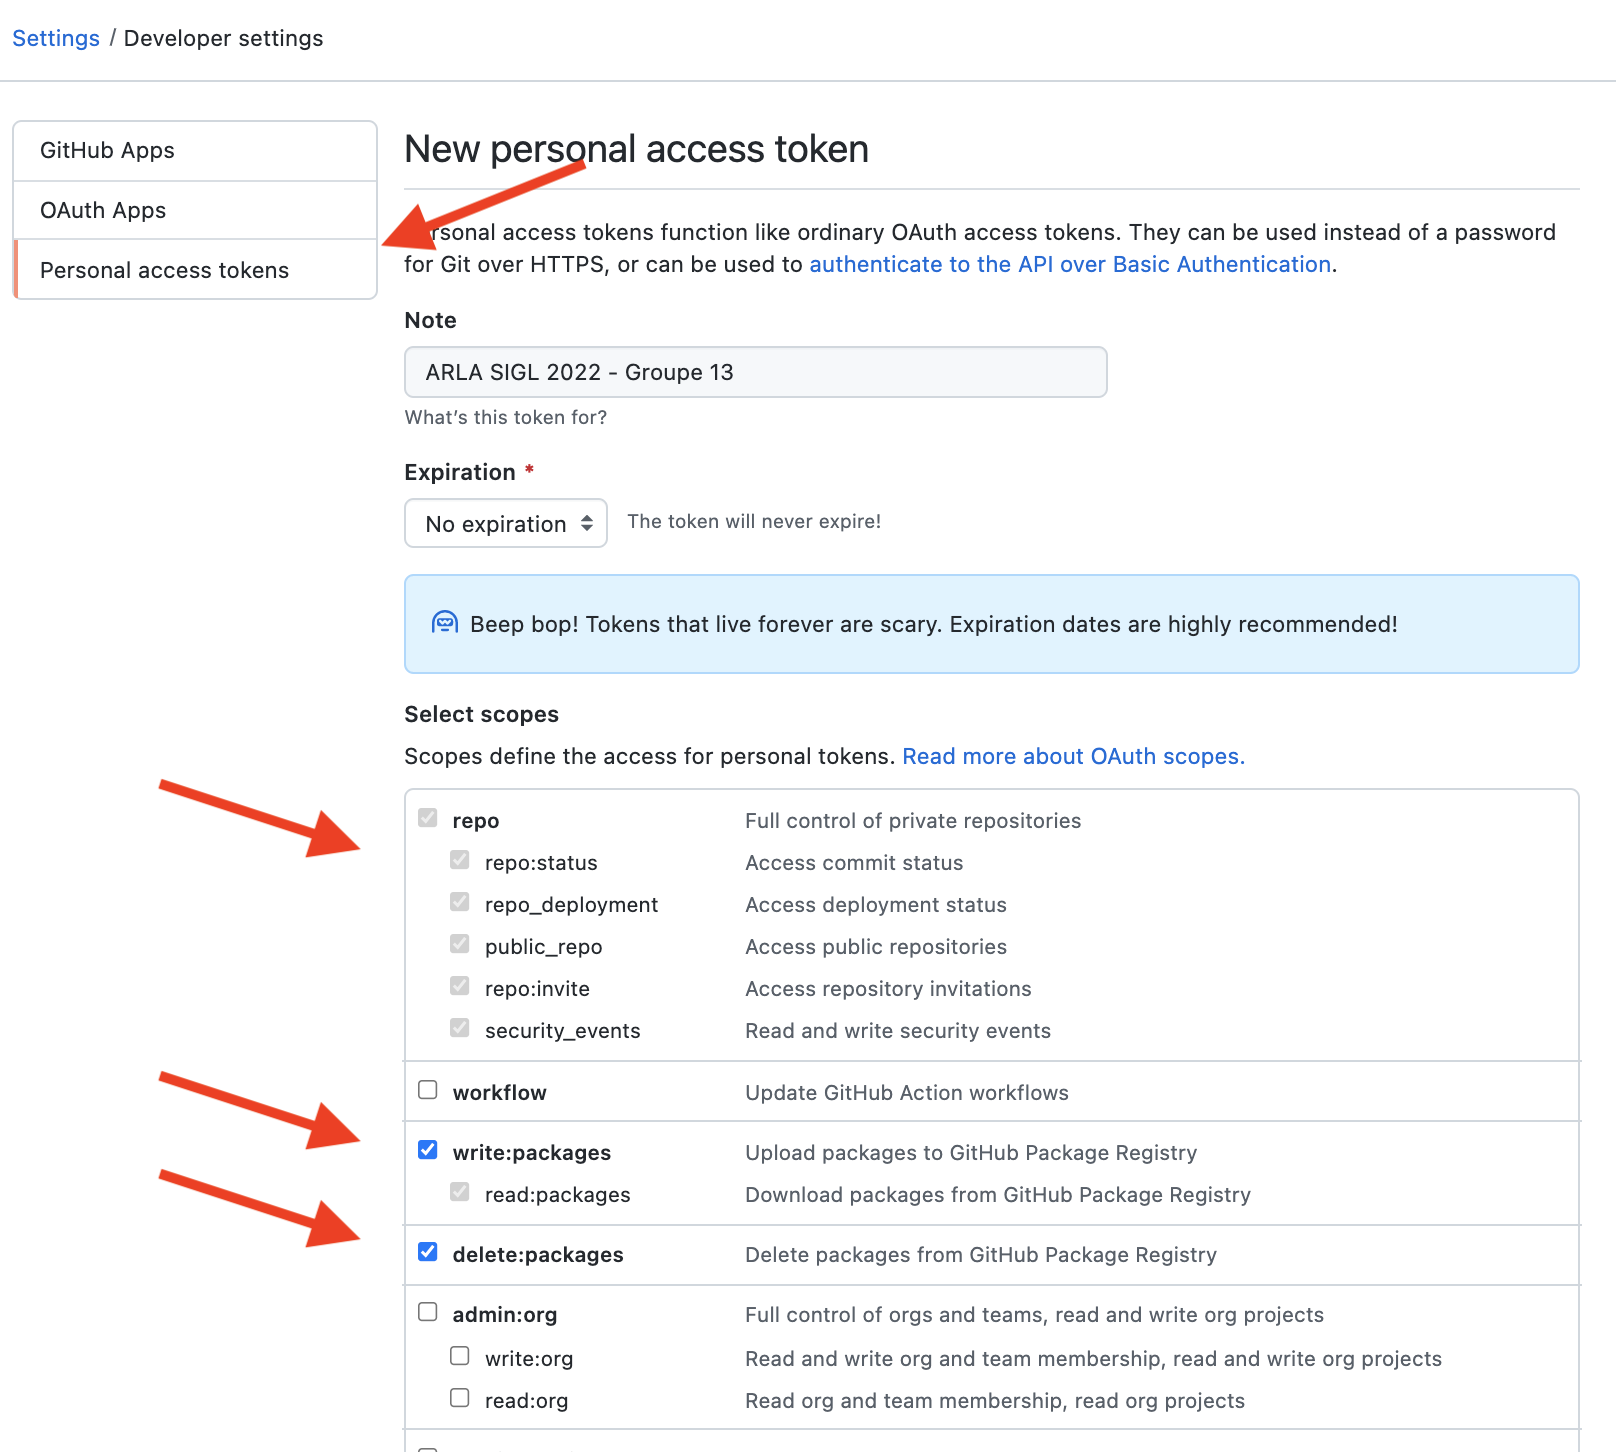 Settings / Developer settings
GitHub Apps
OAuth Apps
Personal access tokens
New personal access token
rsonal access tokens function like ordinary OAuth access tokens. They can be used instead of a password
for Git over HTTPS, or can be used to authenticate to the API over Basic Authentication.
Note
ARLA SIGL 2022 - Groupe 13
What's this token for?
Expiration *
No expiration The token will never expire!
Beep bop! Tokens that live forever are scary. Expiration dates are highly recommended!
Select scopes
Scopes define the access for personal tokens. Read more about OAuth scopes.
repo Full control of private repositories
repo:status Access commit status
repo_deployment Access deployment status
public_repo Access public repositories
repo:invite Access repository invitations
security_events Read and write security events
workflow Update GitHub Action workflows
write:packages Upload packages to GitHub Package Registry
read:packages Download packages from GitHub Package Registry
delete:packages Delete packages from GitHub Package Registry
admin:org Full control of orgs and teams, read and write org projects
write:org Read and write org and team membership, read and write org projects
read:org Read org and team membership, read org projects